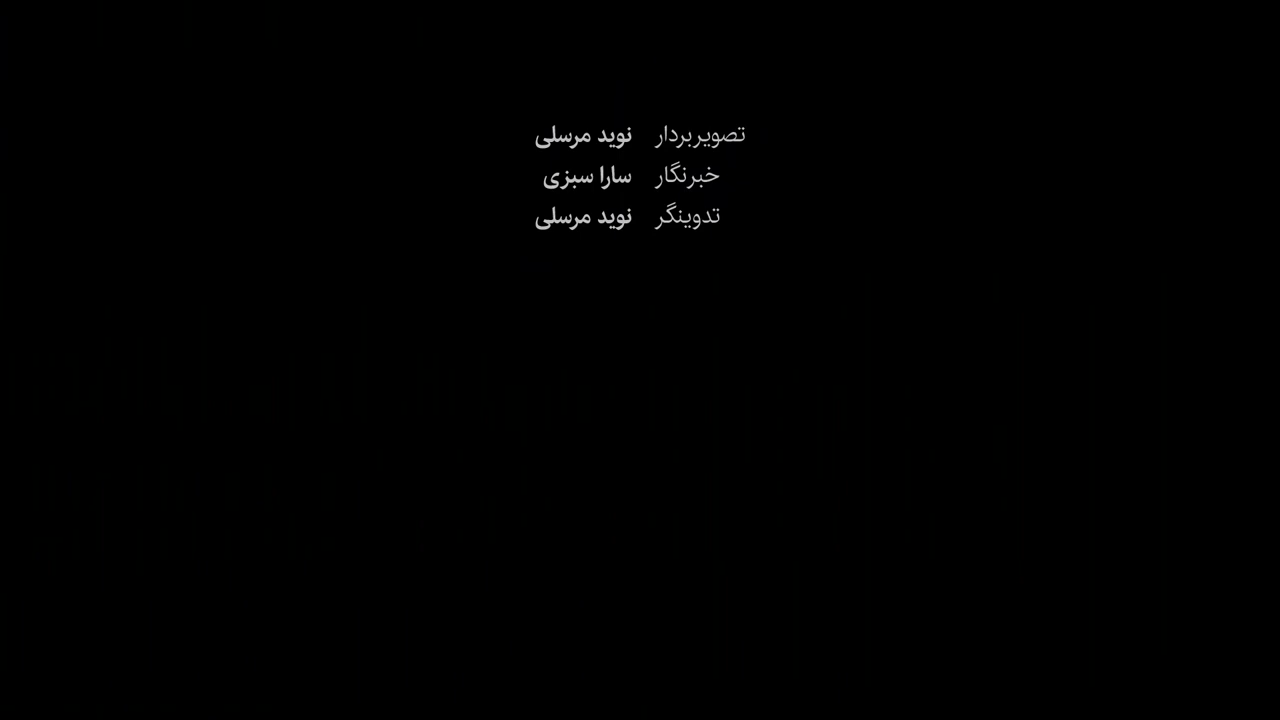 تصویربردار نوید مرسلی
خبرنگار سارا سبزی
تدوینگر نوید مرسلی